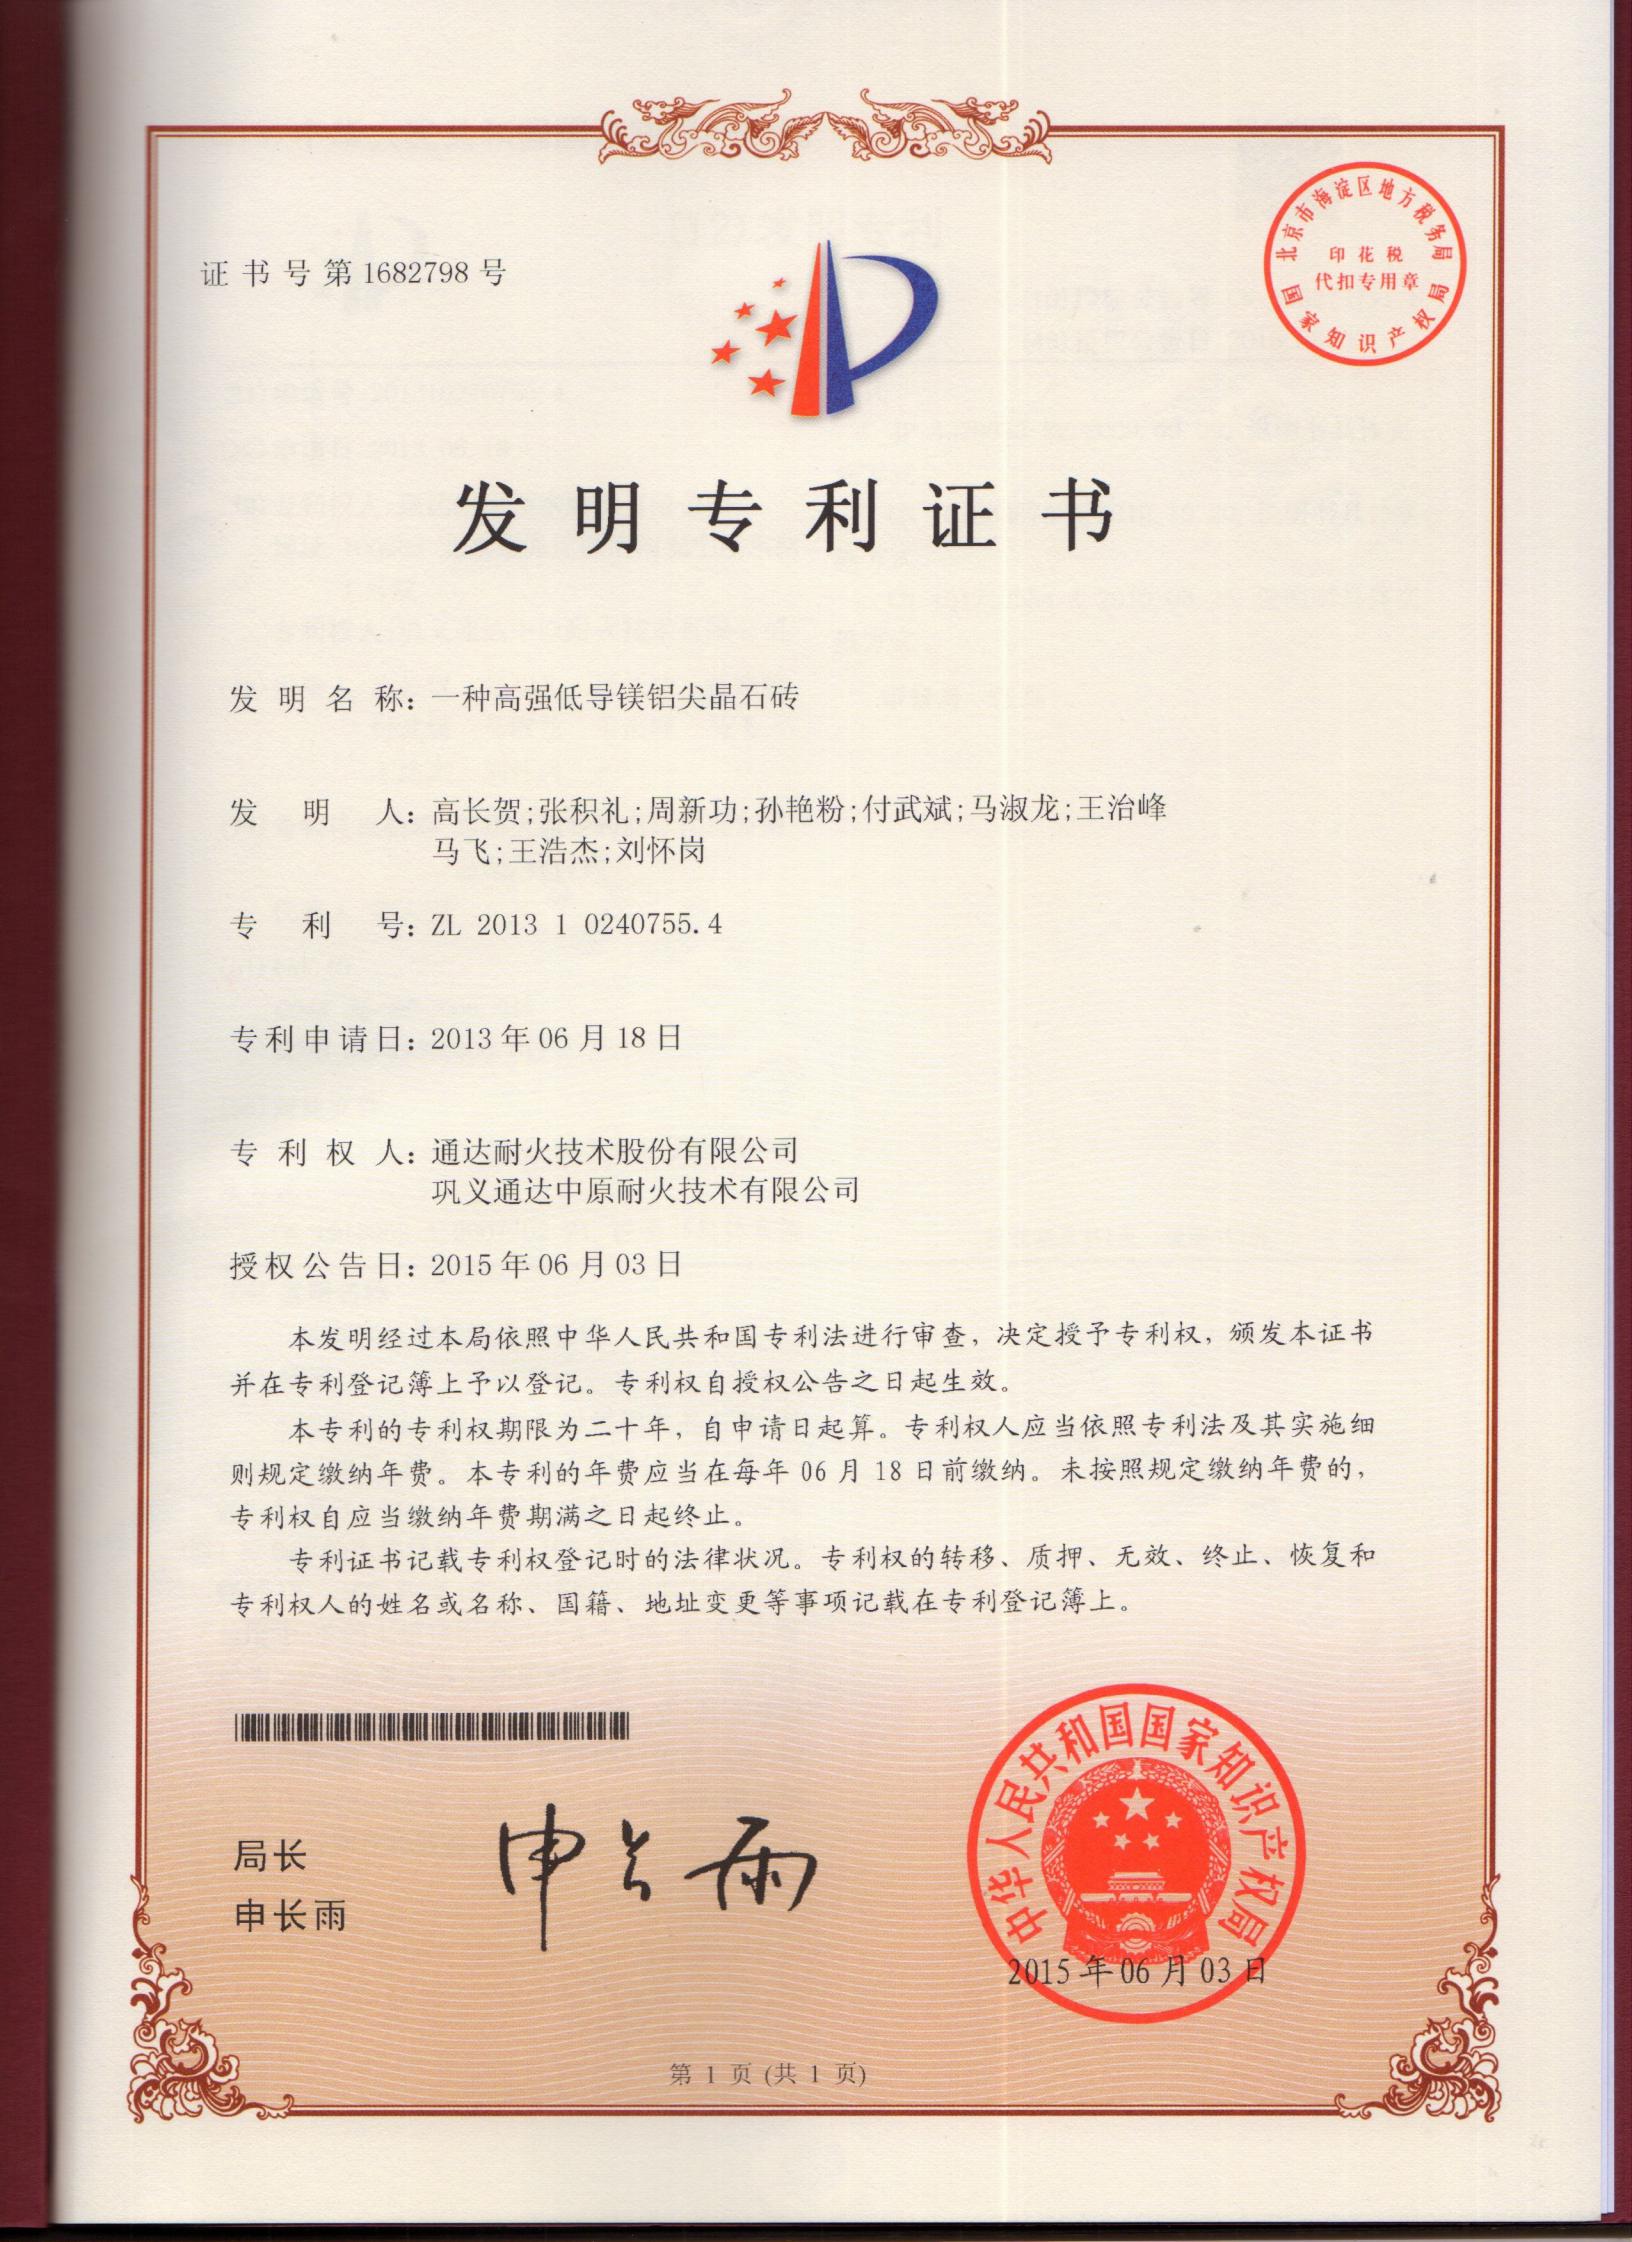 证书号第1682798号
北京市海淀区地方税务局
印花税
代扣专用章
国家知识产权局
发明专利证书
发明名称：一种高强低导镁铝尖晶石砖
发明人：高长贺;张积礼;周新功;孙艳粉;付武斌;马淑龙;王治峰
马飞;王浩杰;刘怀岗
专利号：ZL 2013 1 0240755.4
专利申请日：2013年06月18日
专利权人：通达耐火技术股份有限公司
巩义通达中原耐火技术有限公司
授权公告日：2015年06月03日
本发明经过本局依照中华人民共和国专利法进行审查，决定授予专利权，颁发本证书
并在专利登记簿上予以登记。专利权自授权公告之日起生效。
本专利的专利权期限为二十年，自申请日起算。专利权人应当依照专利法及其实施细
则规定缴纳年费。本专利的年费应当在每年06月18日前缴纳。未按照规定缴纳年费的，
专利权自应当缴纳年费期满之日起终止。
专利证书记载专利权登记时的法律状况。专利权的转移、质押、无效、终止、恢复和
专利权人的姓名或名称、国籍、地址变更等事项记载在专利登记簿上。
局长
申长雨
申长雨
中华人民共和国国家知识产权局
2015年06月03日
第1页(共1页)